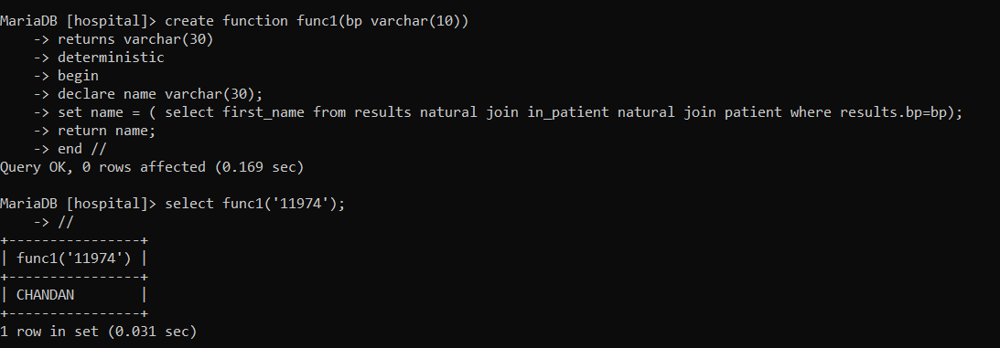 MariaDB [hospital]> create function func1(bp varchar(10))
    -> returns varchar(30)
    -> deterministic
    -> begin
    -> declare name varchar(30);
    -> set name = ( select first_name from results natural join in_patient natural join patient where results.bp=bp);
    -> return name;
    -> end //
Query OK, 0 rows affected (0.169 sec)

MariaDB [hospital]> select func1('11974');
    -> //
+----------------+
| func1('11974') |
+----------------+
| CHANDAN        |
+----------------+
1 row in set (0.031 sec)